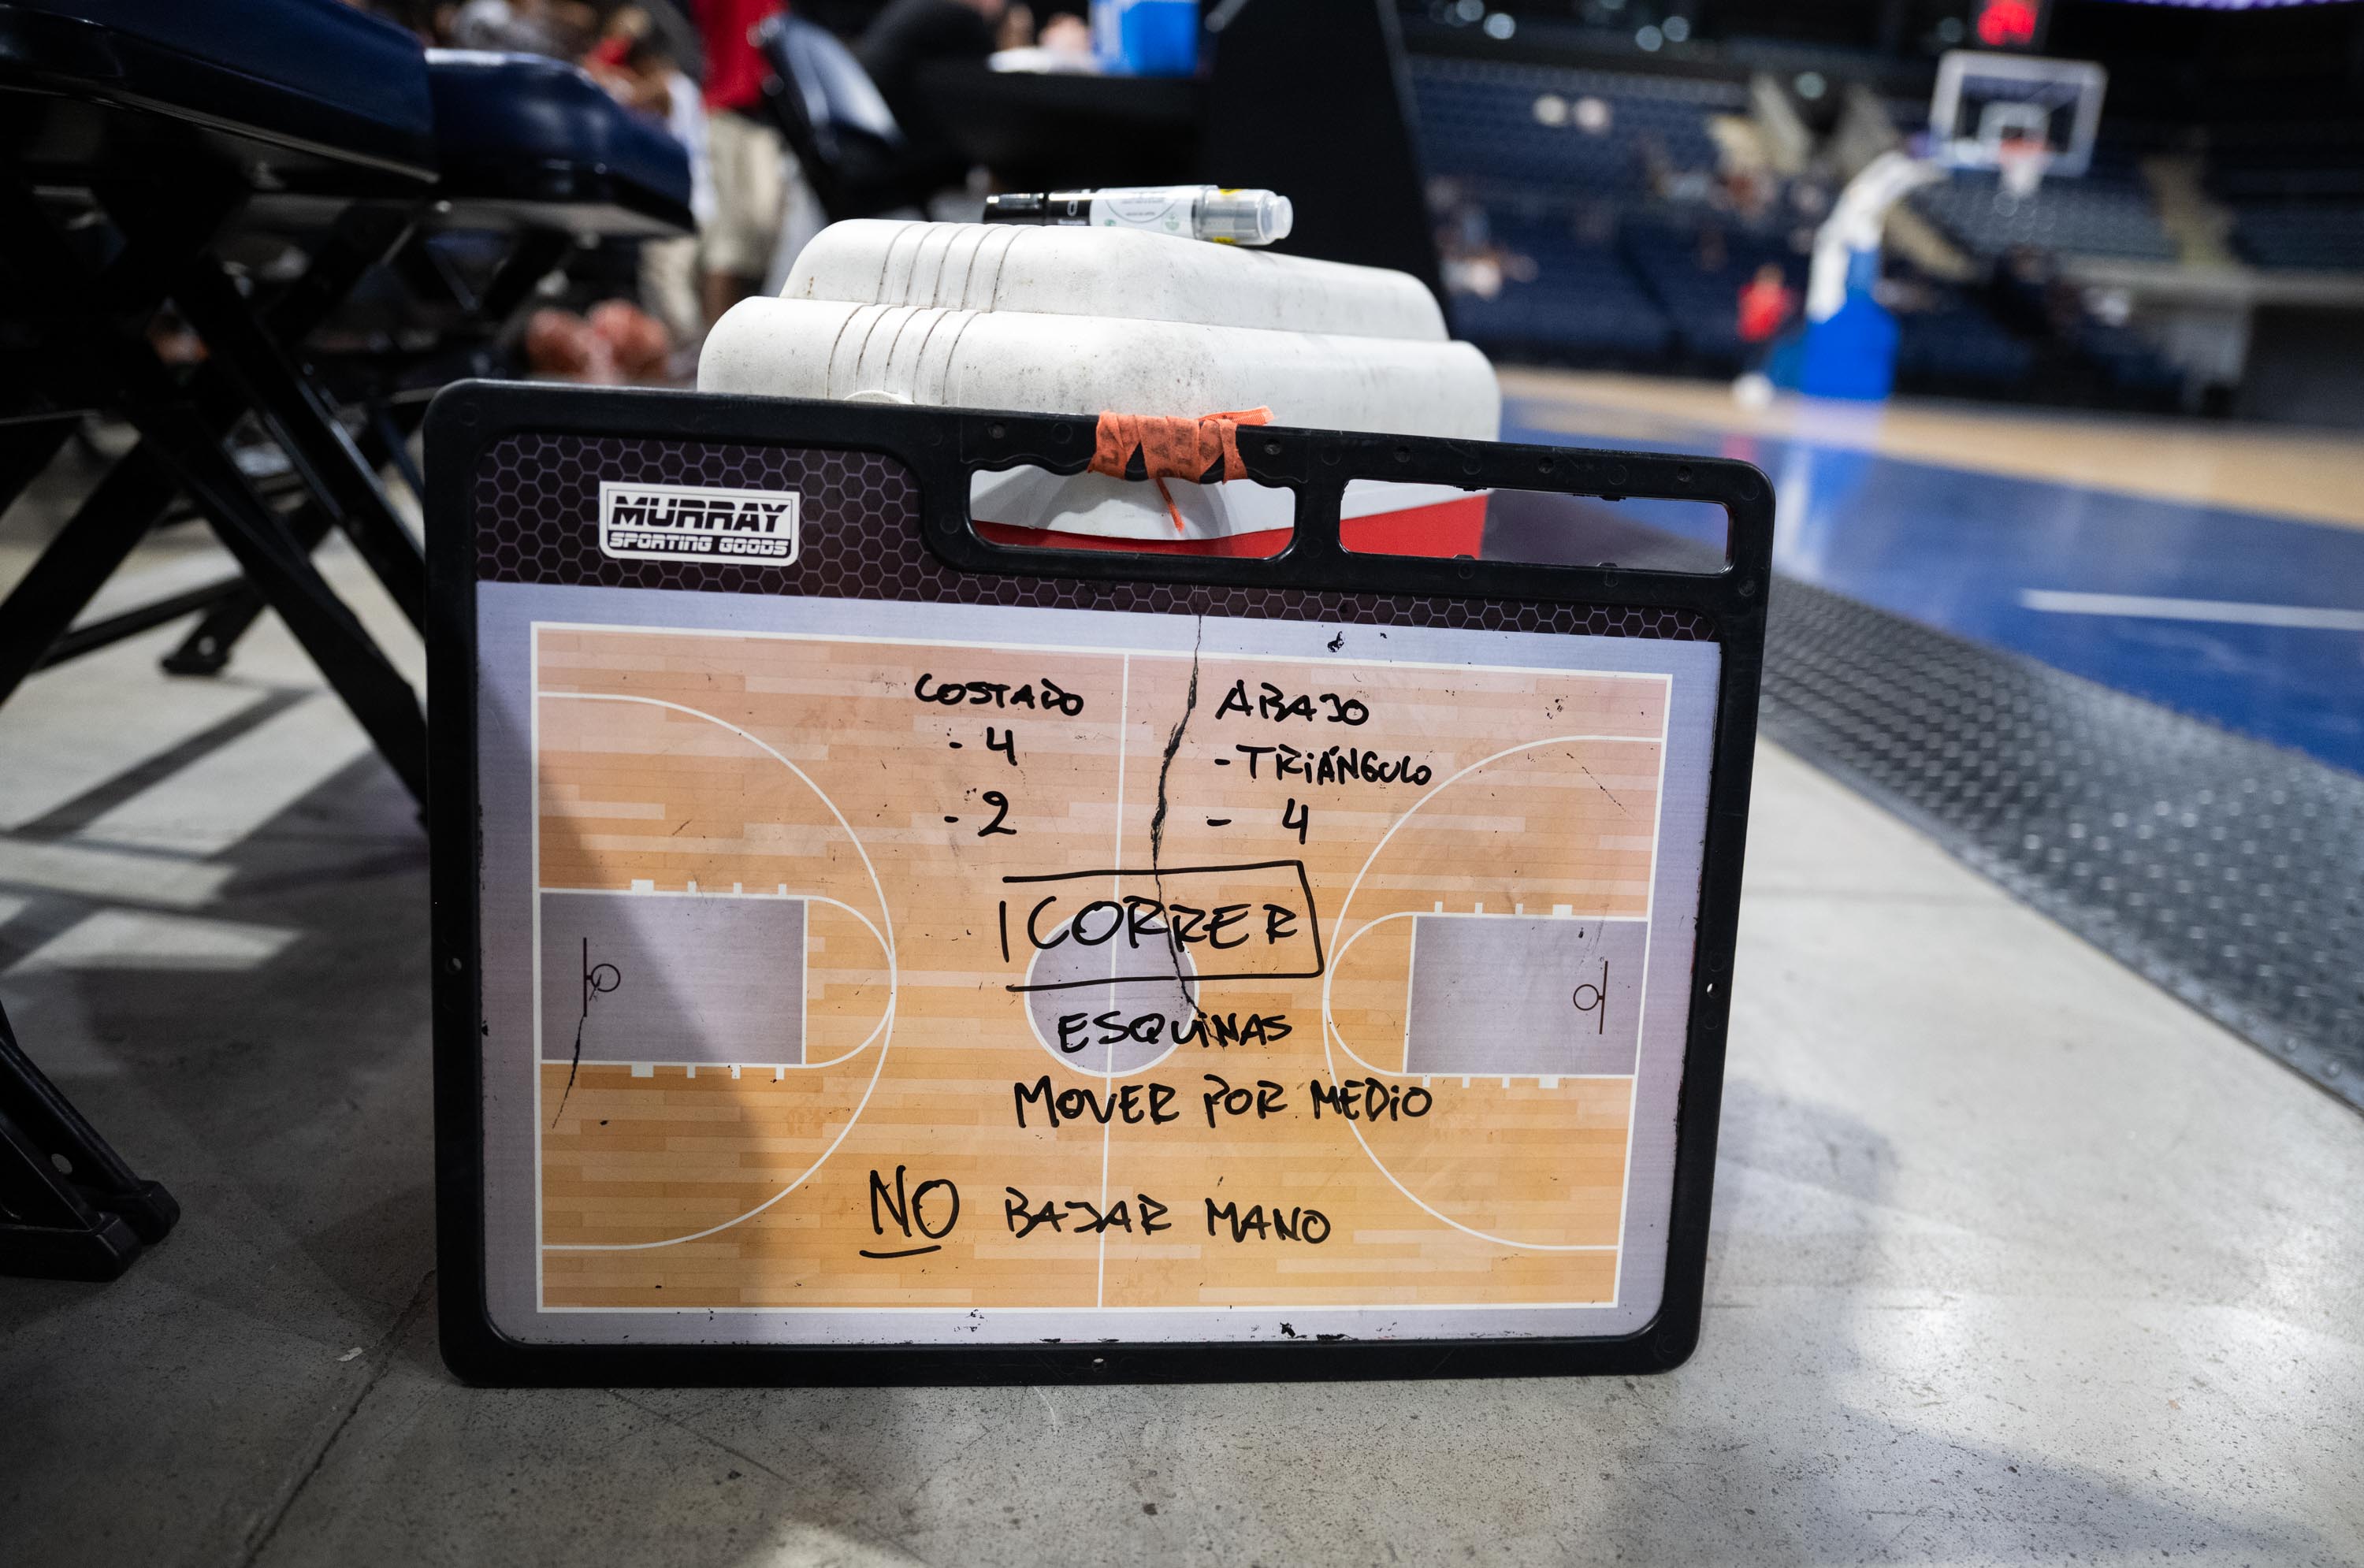 MURRAY
SPORTING GOODS
COSTADO
- 4
- 2
ABAJO
- TRIÁNGULO
- 4
CORRER
ESQUINAS
MOVER POR MEDIO
NO BAJAR MANO